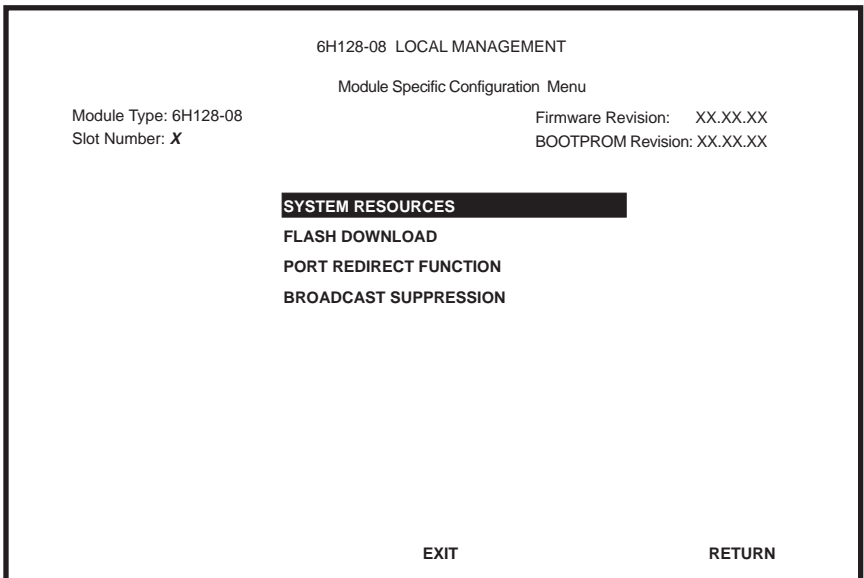 6H128-08 LOCAL MANAGEMENT
Module Specific Configuration Menu
Module Type: 6H128-08
Firmware Revision: XX.XX.XX
Slot Number: X
BOOTPROM Revision: XX.XX.XX
SYSTEM RESOURCES
FLASH DOWNLOAD
PORT REDIRECT FUNCTION
BROADCAST SUPPRESSION
EXIT
RETURN